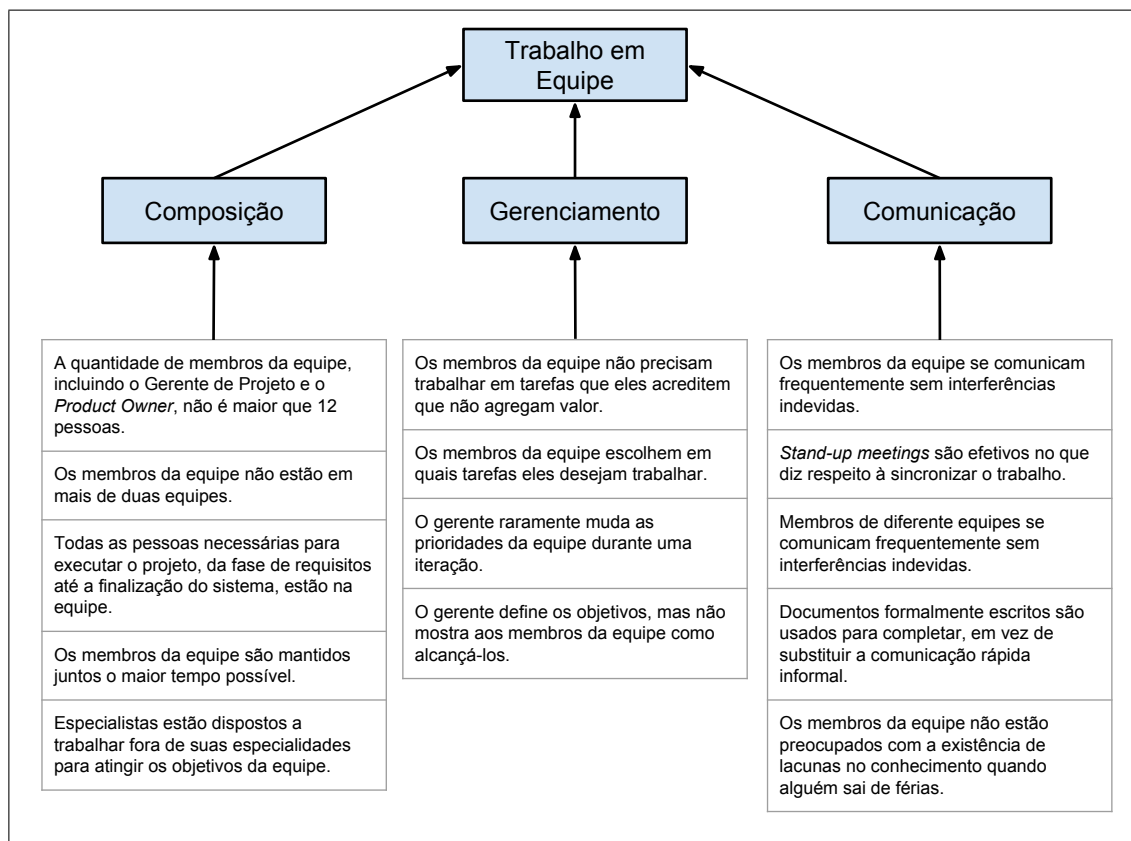 Trabalho em
Equipe
Composição
Gerenciamento
Comunicação
A quantidade de membros da equipe,
incluindo o Gerente de Projeto e o
Product Owner, não é maior que 12
pessoas.
Os membros da equipe não estão em
mais de duas equipes.
Todas as pessoas necessárias para
executar o projeto, da fase de requisitos
até a finalização do sistema, estão na
equipe.
Os membros da equipe são mantidos
juntos o maior tempo possível.
Especialistas estão dispostos a
trabalhar fora de suas especialidades
para atingir os objetivos da equipe.
Os membros da equipe não precisam
trabalhar em tarefas que eles acreditem
que não agregam valor.
Os membros da equipe escolhem em
quais tarefas eles desejam trabalhar.
O gerente raramente muda as
prioridades da equipe durante uma
iteração.
O gerente define os objetivos, mas não
mostra aos membros da equipe como
alcançá-los.
Os membros da equipe se comunicam
frequentemente sem interferências
indevidas.
Stand-up meetings são efetivos no que
diz respeito à sincronizar o trabalho.
Membros de diferente equipes se
comunicam frequentemente sem
interferências indevidas.
Documentos formalmente escritos são
usados para completar, em vez de
substituir a comunicação rápida
informal.
Os membros da equipe não estão
preocupados com a existência de
lacunas no conhecimento quando
alguém sai de férias.